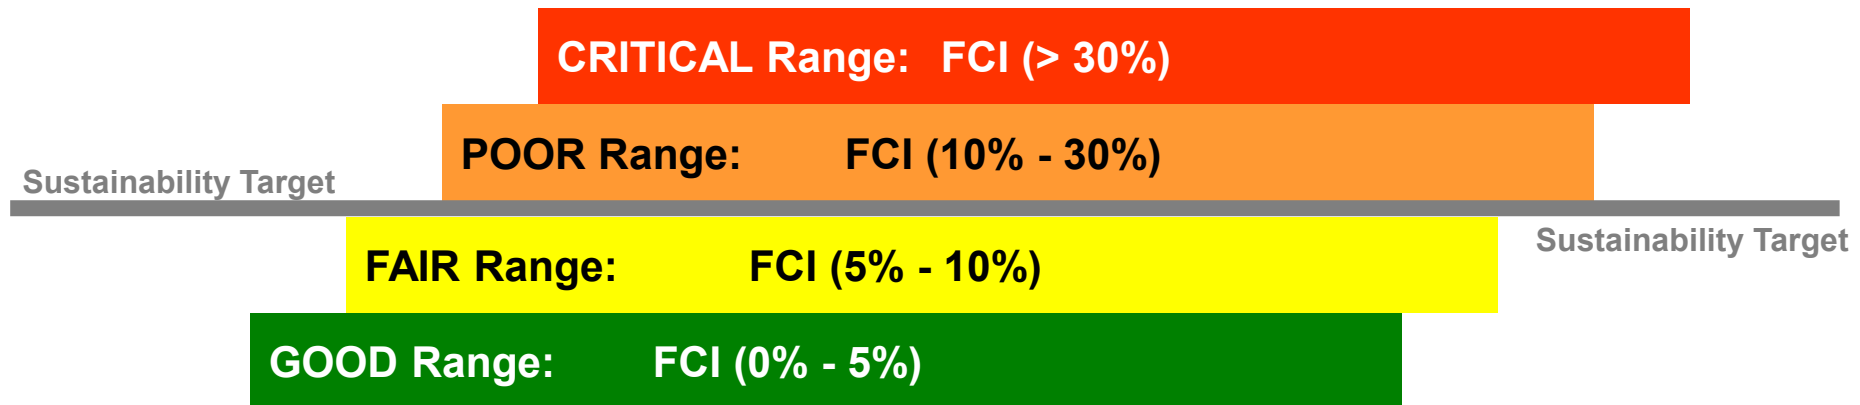 CRITICAL Range: FCI (> 30%)
POOR Range: FCI (10% - 30%)
Sustainability Target
Sustainability Target
FAIR Range: FCI (5% - 10%)
GOOD Range: FCI (0% - 5%)